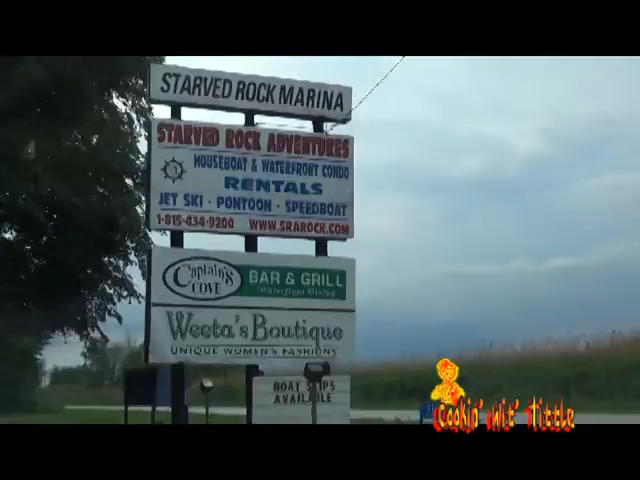 STARVED ROCK MARINA
STARVED ROCK ADVENTURES
HOUSEBOAT & WATERFRONT CONDO
RENTALS
JET SKI · PONTOON · SPEEDBOAT
1-815-434-9200 WWW.SRAROCK.COM
Captain's
COVE
BAR & GRILL
Waterfront Dining
Weeta's Boutique
UNIQUE WOMEN'S FASHIONS
BOAT
AVAILABLE
Cookin' Wit' Tittle